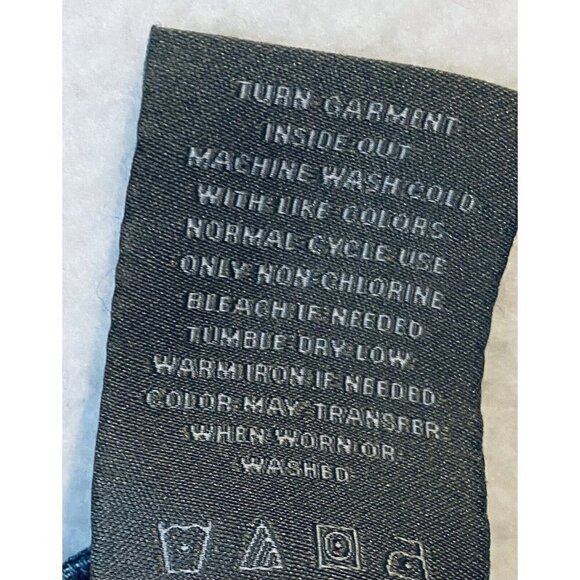 TURN GARMENT
INSIDE OUT
MACHINE WASH COLD
WITH LIKE COLORS
NORMAL CYCLE USE
ONLY NON-CHLORINE
BLEACH IF NEEDED
TUMBLE DRY LOW
WARM IRON IF NEEDED
COLOR MAY TRANSFER
WHEN WORN OR
WASHED